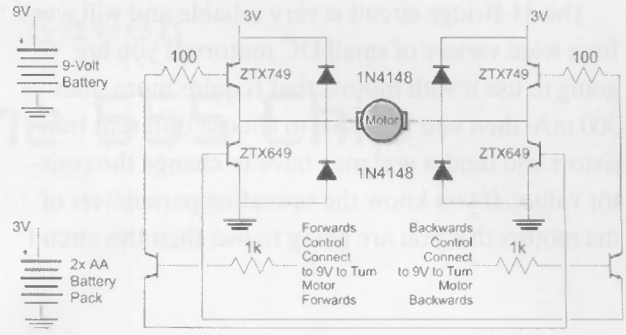 9V
9-Volt
Battery
100
3V
ZTX749
1N4148
3V
ZTX749
100
Motor
ZTX649
1N4148
ZTX649
3V
2x AA
Battery
Pack
1k
Forwards
Control
Connect
to 9V to Turn
Motor
Forwards
Backwards
Control
Connect
to 9V to Turn
Motor
Backwards
1k